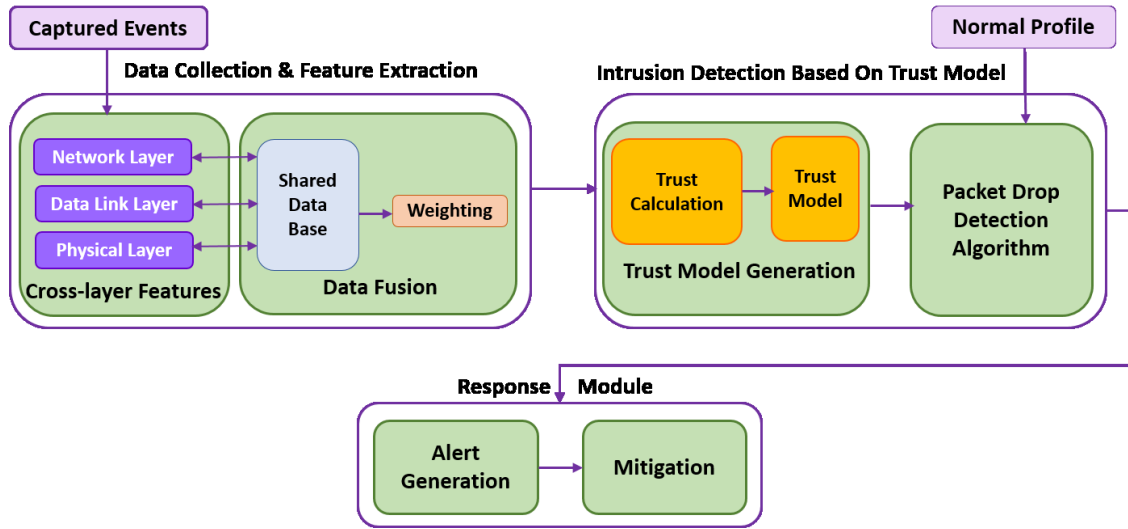 Captured Events
Normal Profile
Data Collection & Feature Extraction
Intrusion Detection Based On Trust Model
Network Layer
Data Link Layer
Physical Layer
Cross-layer Features
Shared
Data
Base
Weighting
Data Fusion
Trust
Calculation
Trust
Model
Trust Model Generation
Packet Drop
Detection
Algorithm
Response Module
Alert
Generation
Mitigation